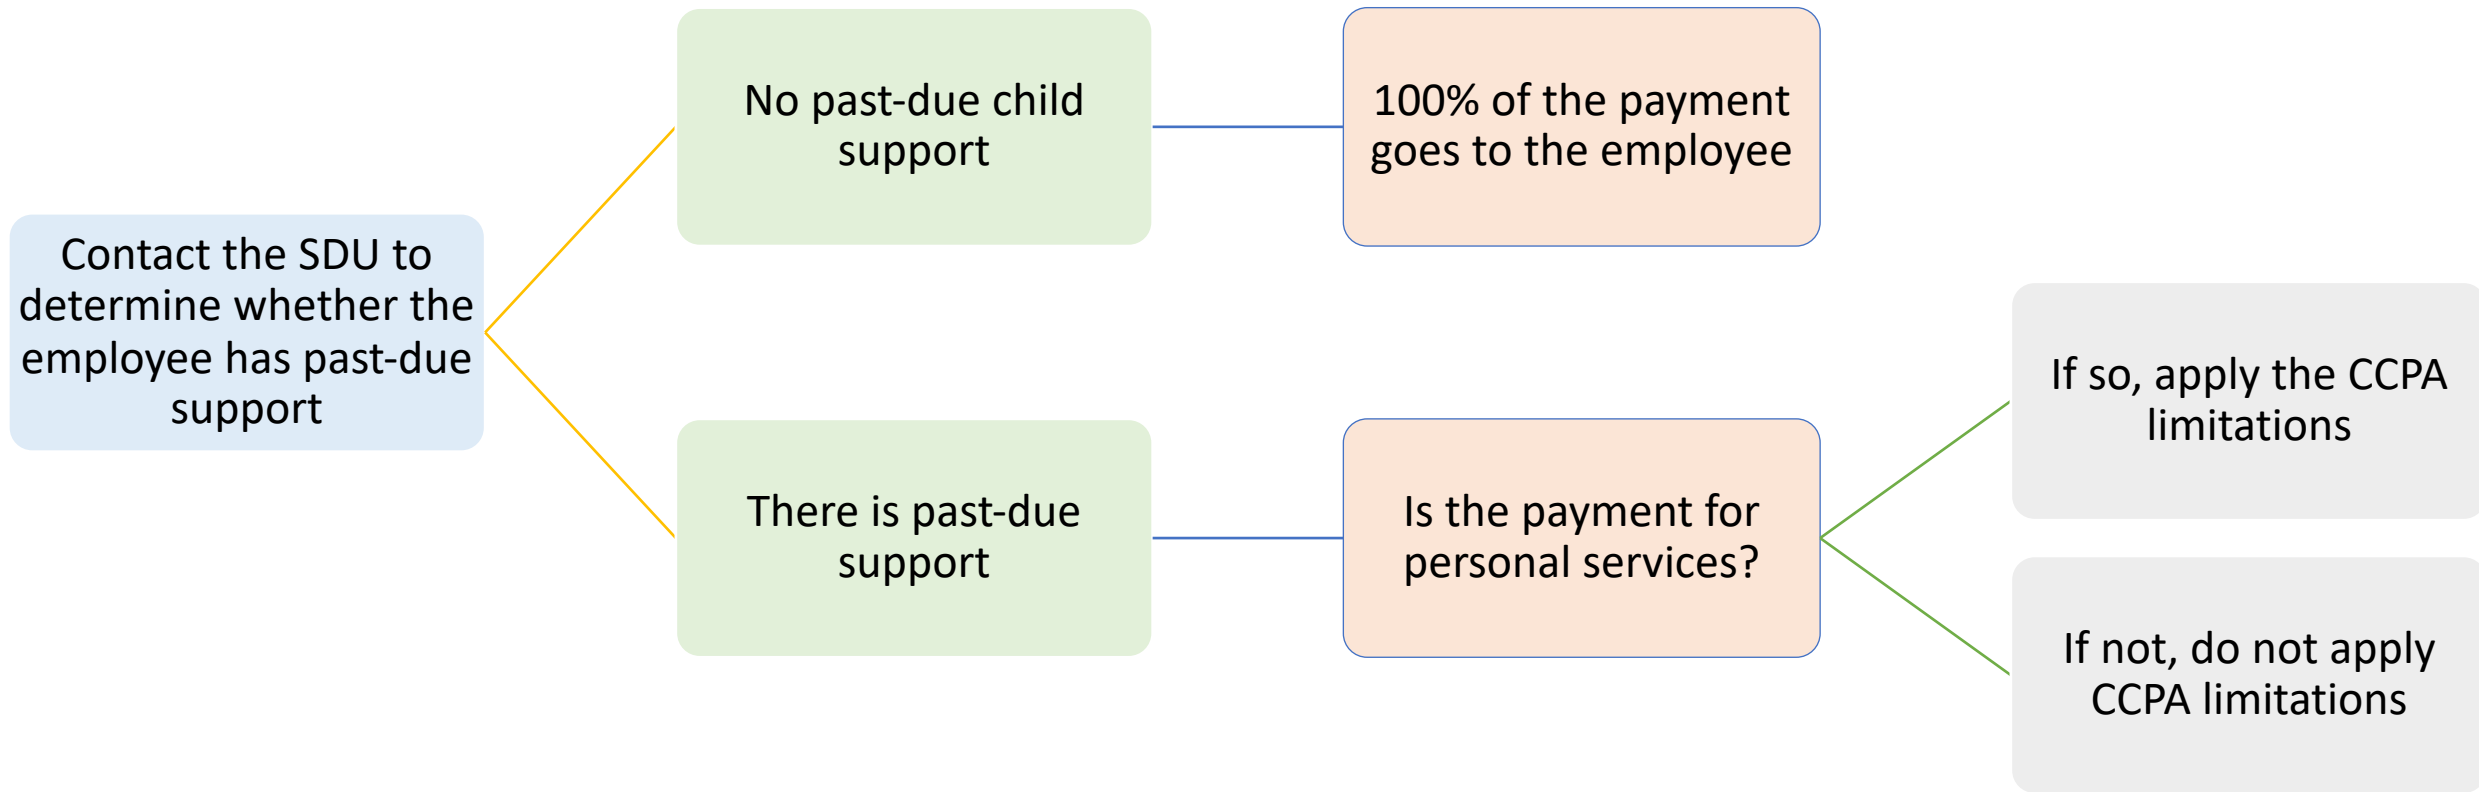 Contact the SDU to
determine whether the
employee has past-due
support
No past-due child
support
100% of the payment
goes to the employee
There is past-due
support
Is the payment for
personal services?
If so, apply the CCPA
limitations
If not, do not apply
CCPA limitations